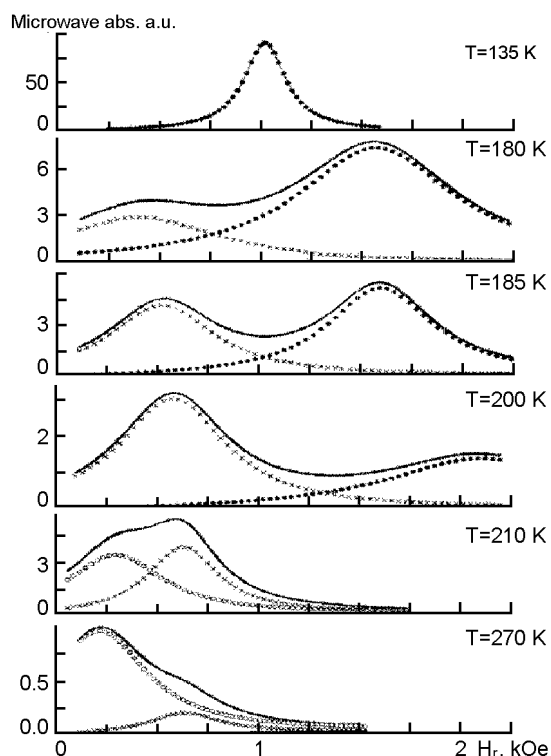 Microwave abs. a.u.
T=135 K
50
0
T=180 K
6
3
0
T=185 K
3
0
T=200 K
2
0
T=210 K
3
0
T=270 K
0.5
0.0
0 1 2 Hr, kOe